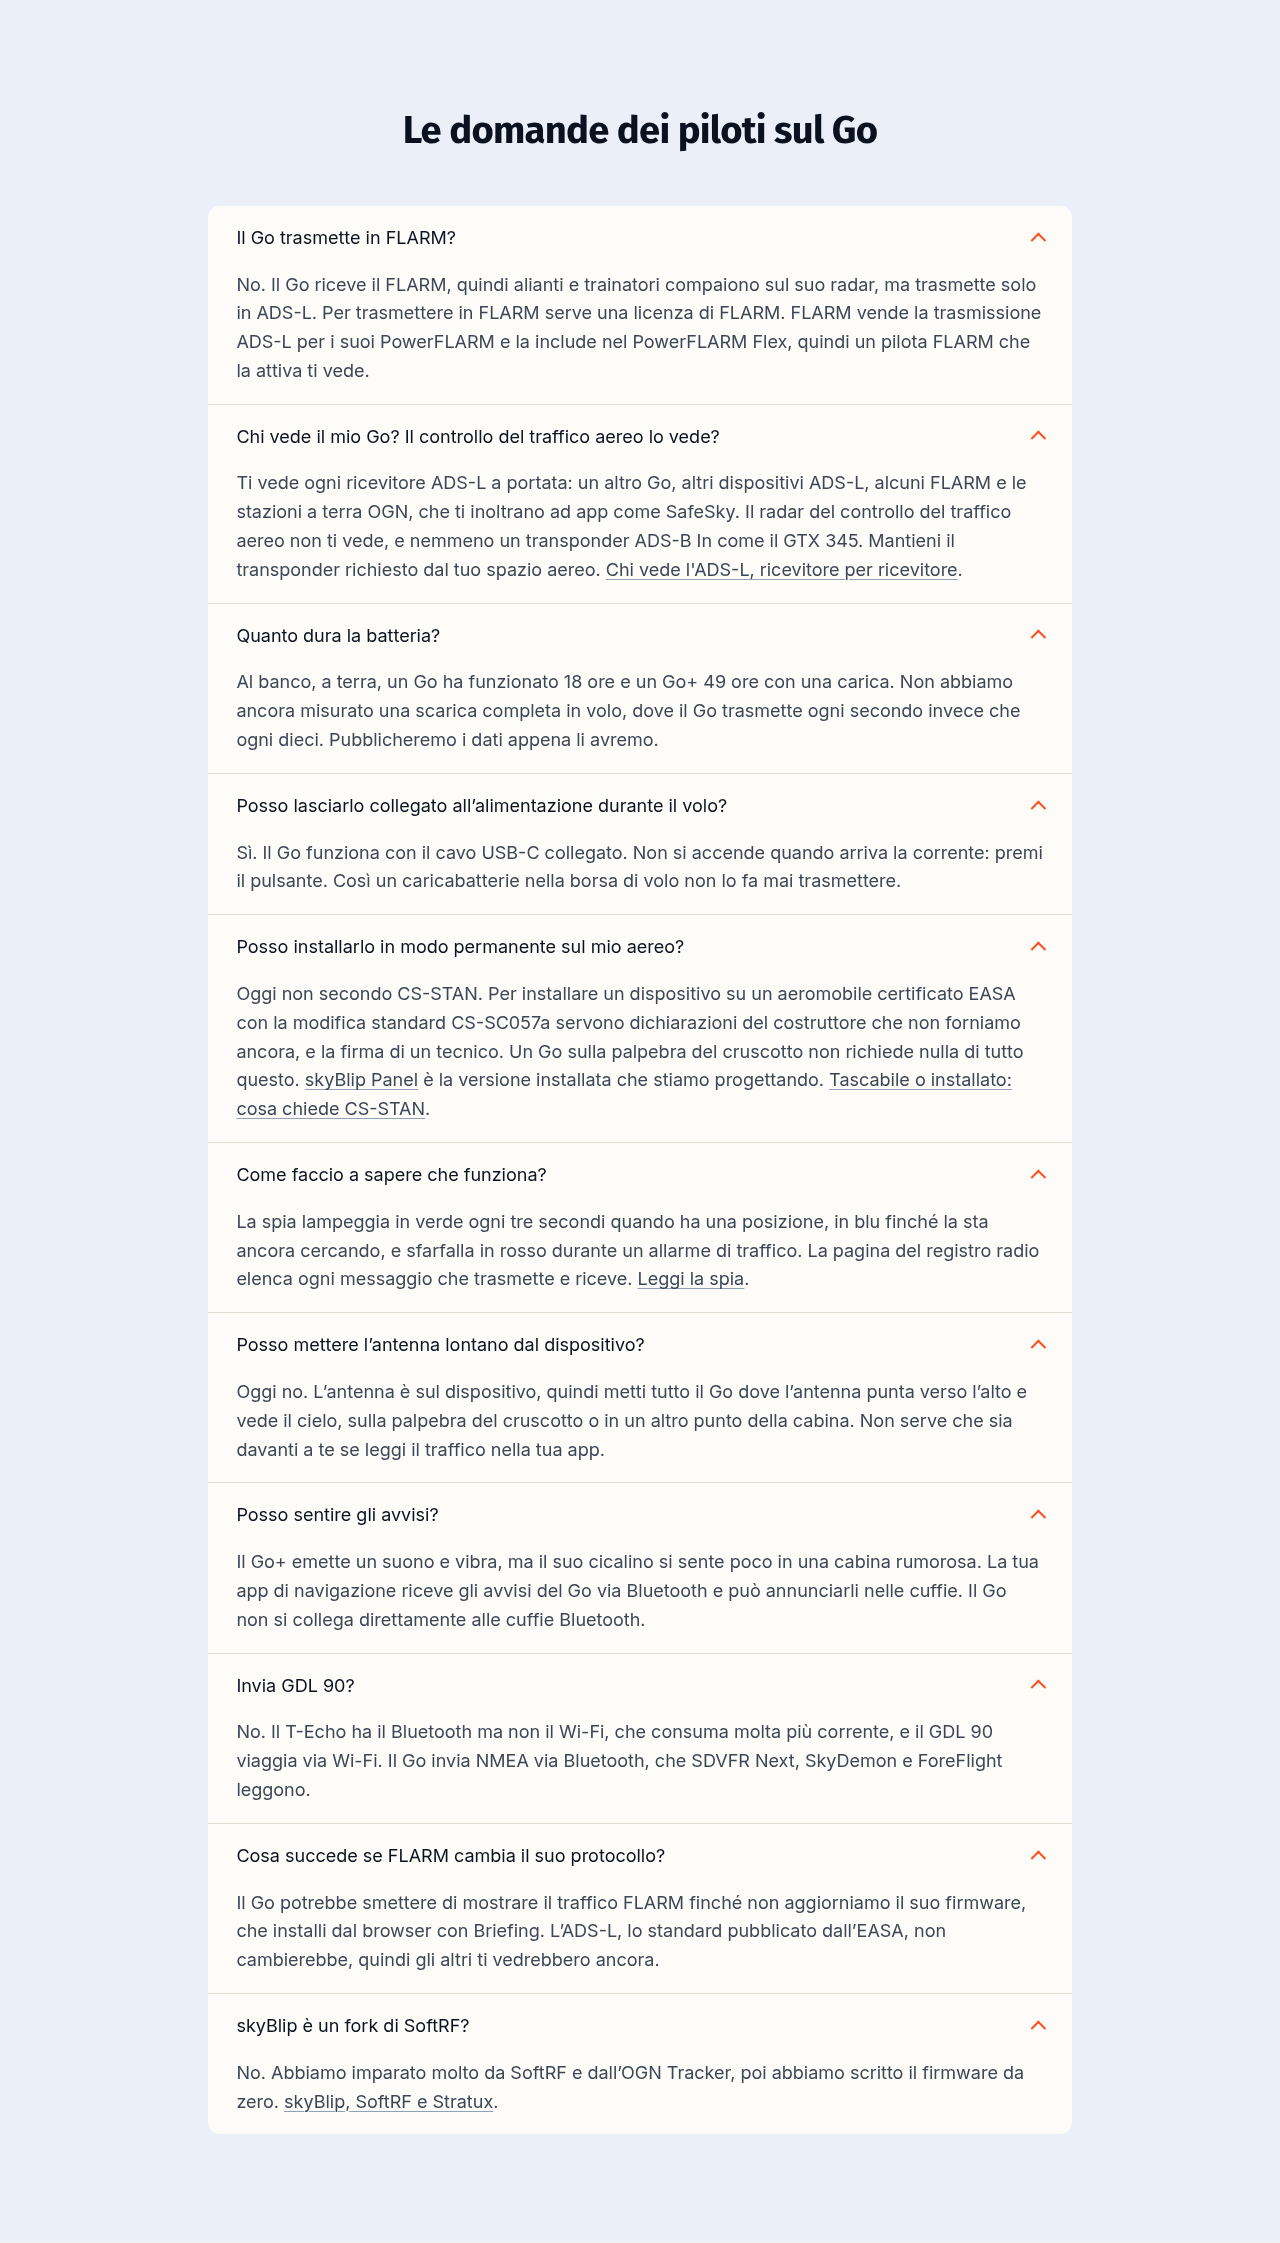 Le domande dei piloti sul Go
Il Go trasmette in FLARM?
No. Il Go riceve il FLARM, quindi alianti e trainatori compaiono sul suo radar, ma trasmette solo
in ADS-L. Per trasmettere in FLARM serve una licenza di FLARM. FLARM vende la trasmissione
ADS-L per i suoi PowerFLARM e la include nel PowerFLARM Flex, quindi un pilota FLARM che
la attiva ti vede.
Chi vede il mio Go? Il controllo del traffico aereo lo vede?
Ti vede ogni ricevitore ADS-L a portata: un altro Go, altri dispositivi ADS-L, alcuni FLARM e le
stazioni a terra OGN, che ti inoltrano ad app come SafeSky. Il radar del controllo del traffico
aereo non ti vede, e nemmeno un transponder ADS-B In come il GTX 345. Mantieni il
transponder richiesto dal tuo spazio aereo. Chi vede l'ADS-L, ricevitore per ricevitore.
Quanto dura la batteria?
Al banco, a terra, un Go ha funzionato 18 ore e un Go+ 49 ore con una carica. Non abbiamo
ancora misurato una scarica completa in volo, dove il Go trasmette ogni secondo invece che
ogni dieci. Pubblicheremo i dati appena li avremo.
Posso lasciarlo collegato all’alimentazione durante il volo?
Sì. Il Go funziona con il cavo USB-C collegato. Non si accende quando arriva la corrente: premi
il pulsante. Così un caricabatterie nella borsa di volo non lo fa mai trasmettere.
Posso installarlo in modo permanente sul mio aereo?
Oggi non secondo CS-STAN. Per installare un dispositivo su un aeromobile certificato EASA
con la modifica standard CS-SC057a servono dichiarazioni del costruttore che non forniamo
ancora, e la firma di un tecnico. Un Go sulla palpebra del cruscotto non richiede nulla di tutto
questo. skyBlip Panel è la versione installata che stiamo progettando. Tascabile o installato:
cosa chiede CS-STAN.
Come faccio a sapere che funziona?
La spia lampeggia in verde ogni tre secondi quando ha una posizione, in blu finché la sta
ancora cercando, e sfarfalla in rosso durante un allarme di traffico. La pagina del registro radio
elenca ogni messaggio che trasmette e riceve. Leggi la spia.
Posso mettere l’antenna lontano dal dispositivo?
Oggi no. L’antenna è sul dispositivo, quindi metti tutto il Go dove l’antenna punta verso l’alto e
vede il cielo, sulla palpebra del cruscotto o in un altro punto della cabina. Non serve che sia
davanti a te se leggi il traffico nella tua app.
Posso sentire gli avvisi?
Il Go+ emette un suono e vibra, ma il suo cicalino si sente poco in una cabina rumorosa. La tua
app di navigazione riceve gli avvisi del Go via Bluetooth e può annunciarli nelle cuffie. Il Go
non si collega direttamente alle cuffie Bluetooth.
Invia GDL 90?
No. Il T-Echo ha il Bluetooth ma non il Wi-Fi, che consuma molta più corrente, e il GDL 90
viaggia via Wi-Fi. Il Go invia NMEA via Bluetooth, che SDVFR Next, SkyDemon e ForeFlight
leggono.
Cosa succede se FLARM cambia il suo protocollo?
Il Go potrebbe smettere di mostrare il traffico FLARM finché non aggiorniamo il suo firmware,
che installi dal browser con Briefing. L’ADS-L, lo standard pubblicato dall’EASA, non
cambierebbe, quindi gli altri ti vedrebbero ancora.
skyBlip è un fork di SoftRF?
No. Abbiamo imparato molto da SoftRF e dall’OGN Tracker, poi abbiamo scritto il firmware da
zero. skyBlip, SoftRF e Stratux.